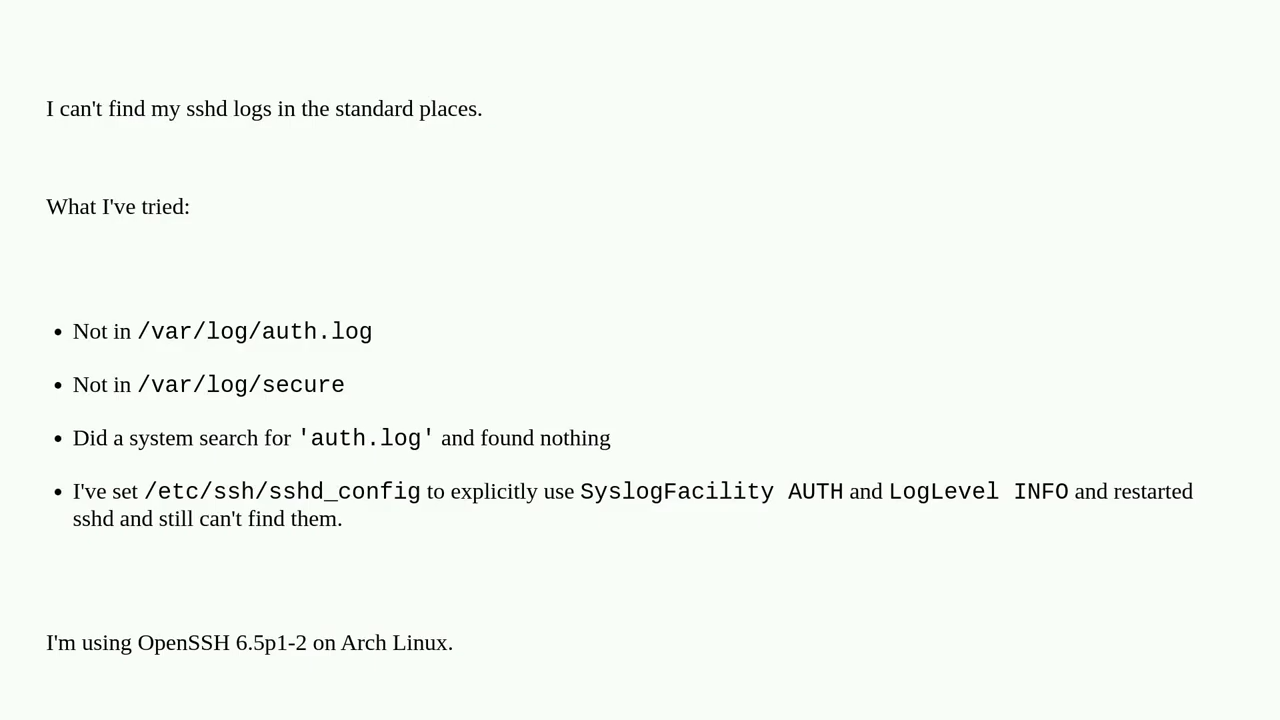 I can't find my sshd logs in the standard places.
What I've tried:
• Not in /var/log/auth.log
• Not in /var/log/secure
• Did a system search for 'auth.log' and found nothing
• I've set /etc/ssh/sshd_config to explicitly use SyslogFacility AUTH and LogLevel INFO and restarted
sshd and still can't find them.
I'm using OpenSSH 6.5p1-2 on Arch Linux.